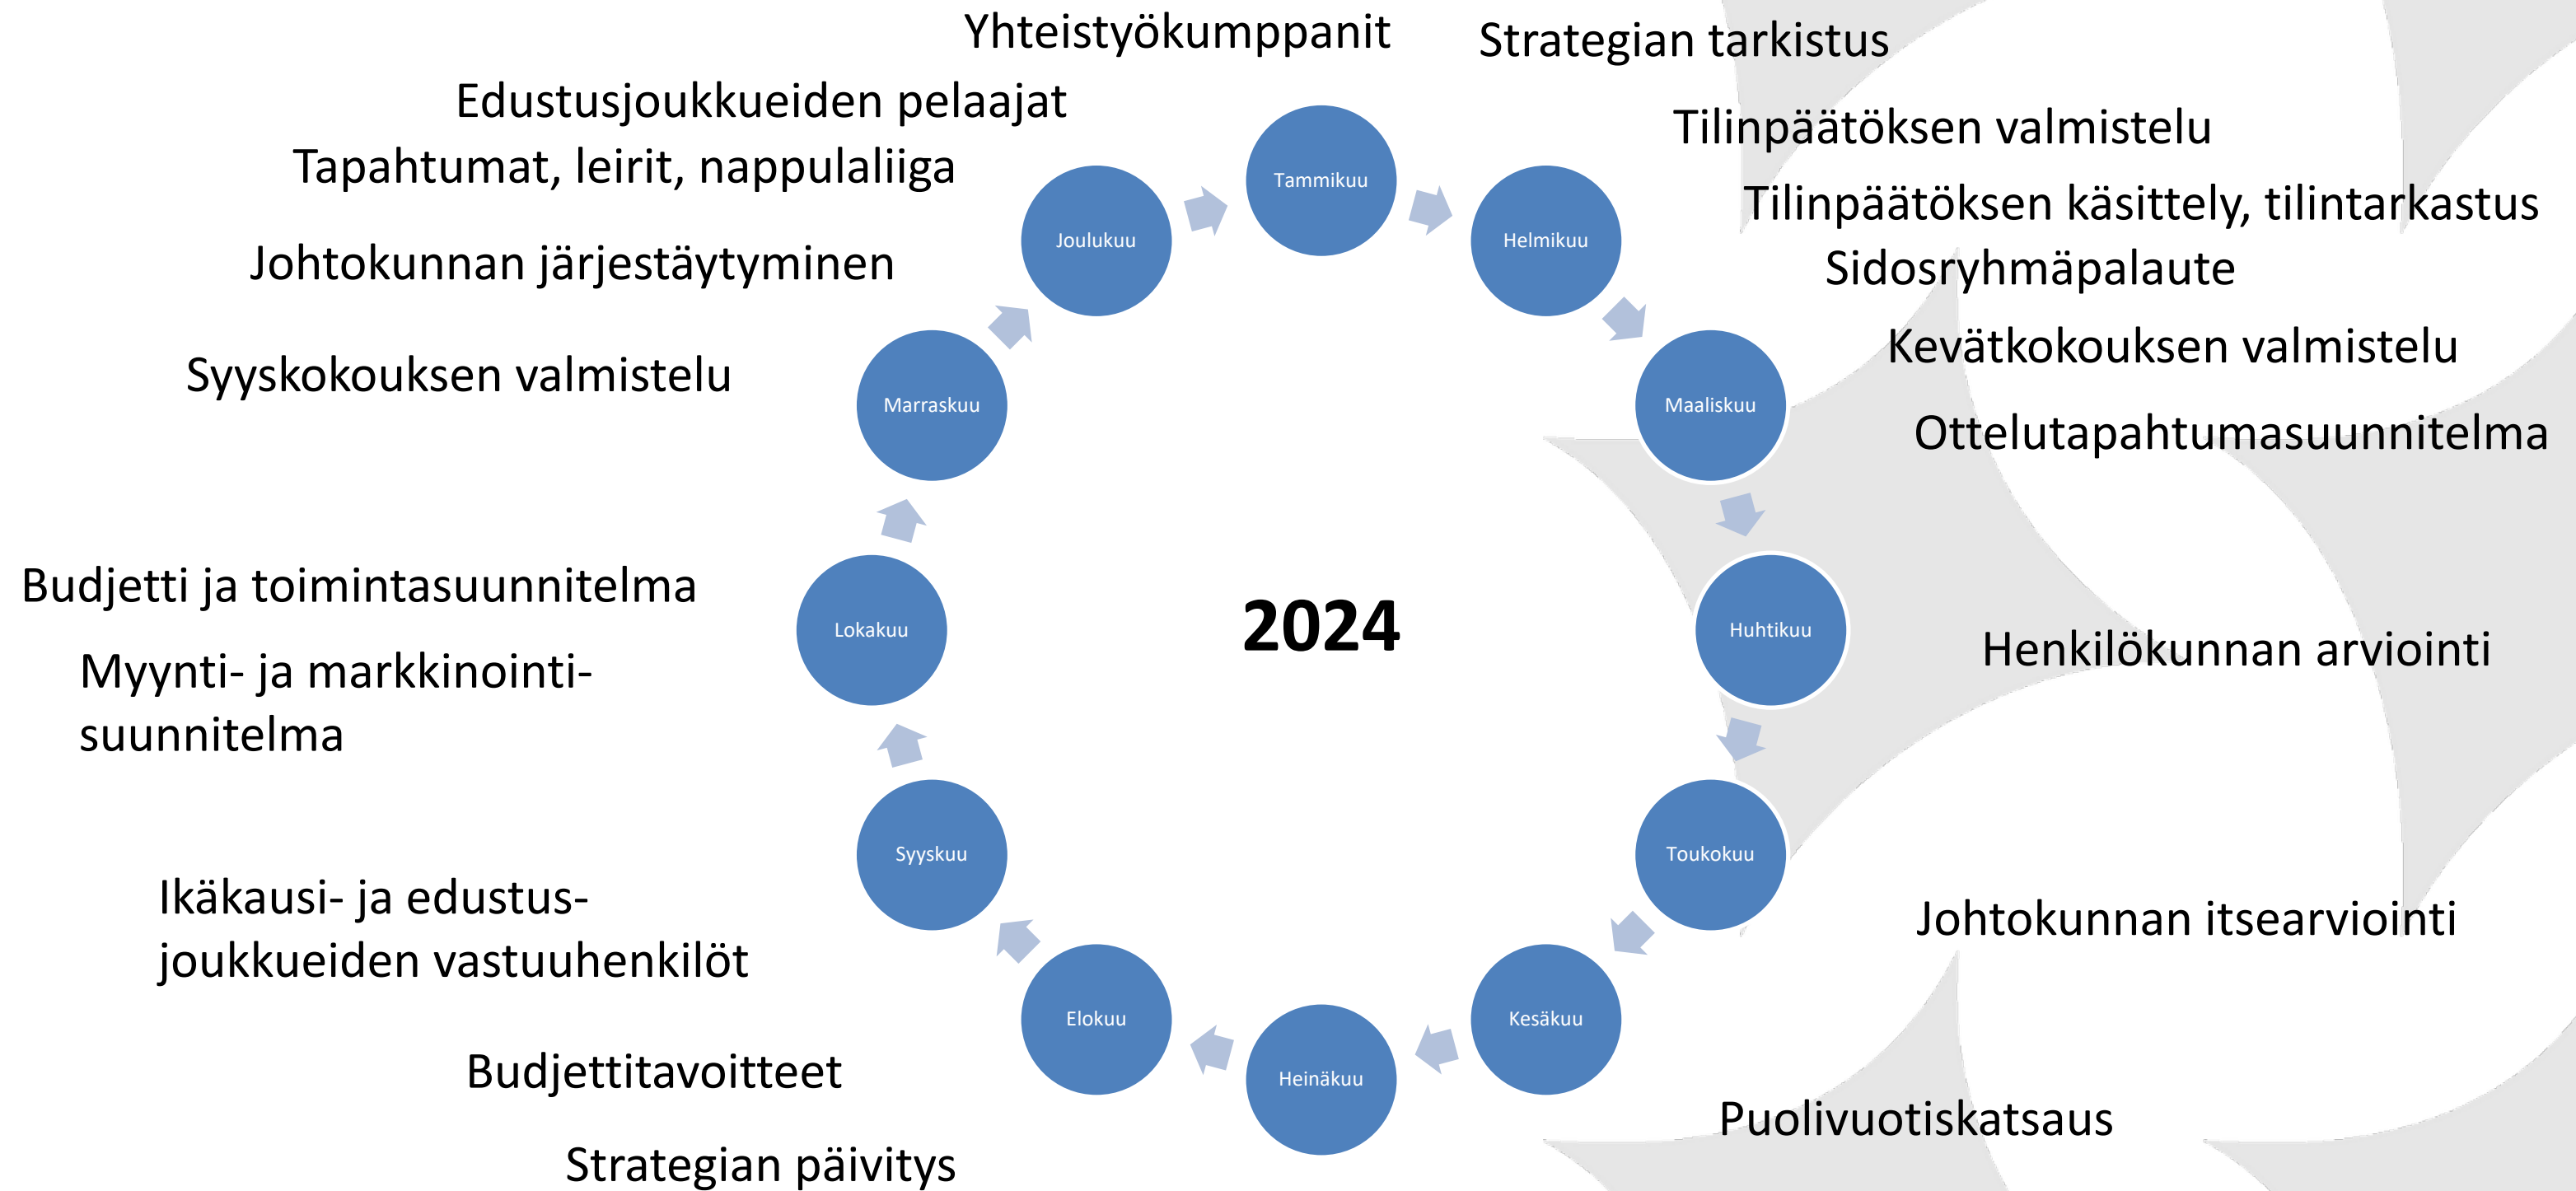 Yhteistyökumppanit
Strategian tarkistus
Edustusjoukkueiden pelaajat
Tilinpäätöksen valmistelu
Tapahtumat, leirit, nappulaliiga
Tammikuu
Tilinpäätöksen käsittely, tilintarkastus
Joulukuu
Helmikuu
Johtokunnan järjestäytyminen
Sidosryhmäpalaute
Syyskokouksen valmistelu
Marraskuu
Maaliskuu
Kevätkokouksen valmistelu
Ottelutapahtumasuunnitelma
Budjetti ja toimintasuunnitelma
Lokakuu
2024
Huhtikuu
Henkilökunnan arviointi
Myynti- ja markkinointi-
suunnitelma
Syyskuu
Toukokuu
Ikäkausi- ja edustus-
joukkueiden vastuuhenkilöt
Johtokunnan itsearviointi
Elokuu
Kesäkuu
Budjettitavoitteet
Heinäkuu
Puolivuotiskatsaus
Strategian päivitys